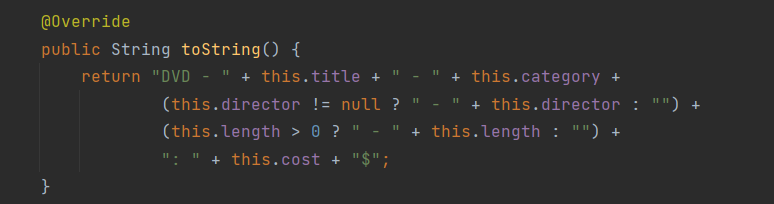 @Override
public String toString() {
return "DVD - " + this.title + " - " + this.category +
(this.director != null ? " - " + this.director : "") +
(this.length > 0 ? " - " + this.length : "") +
": " + this.cost + "$";
}